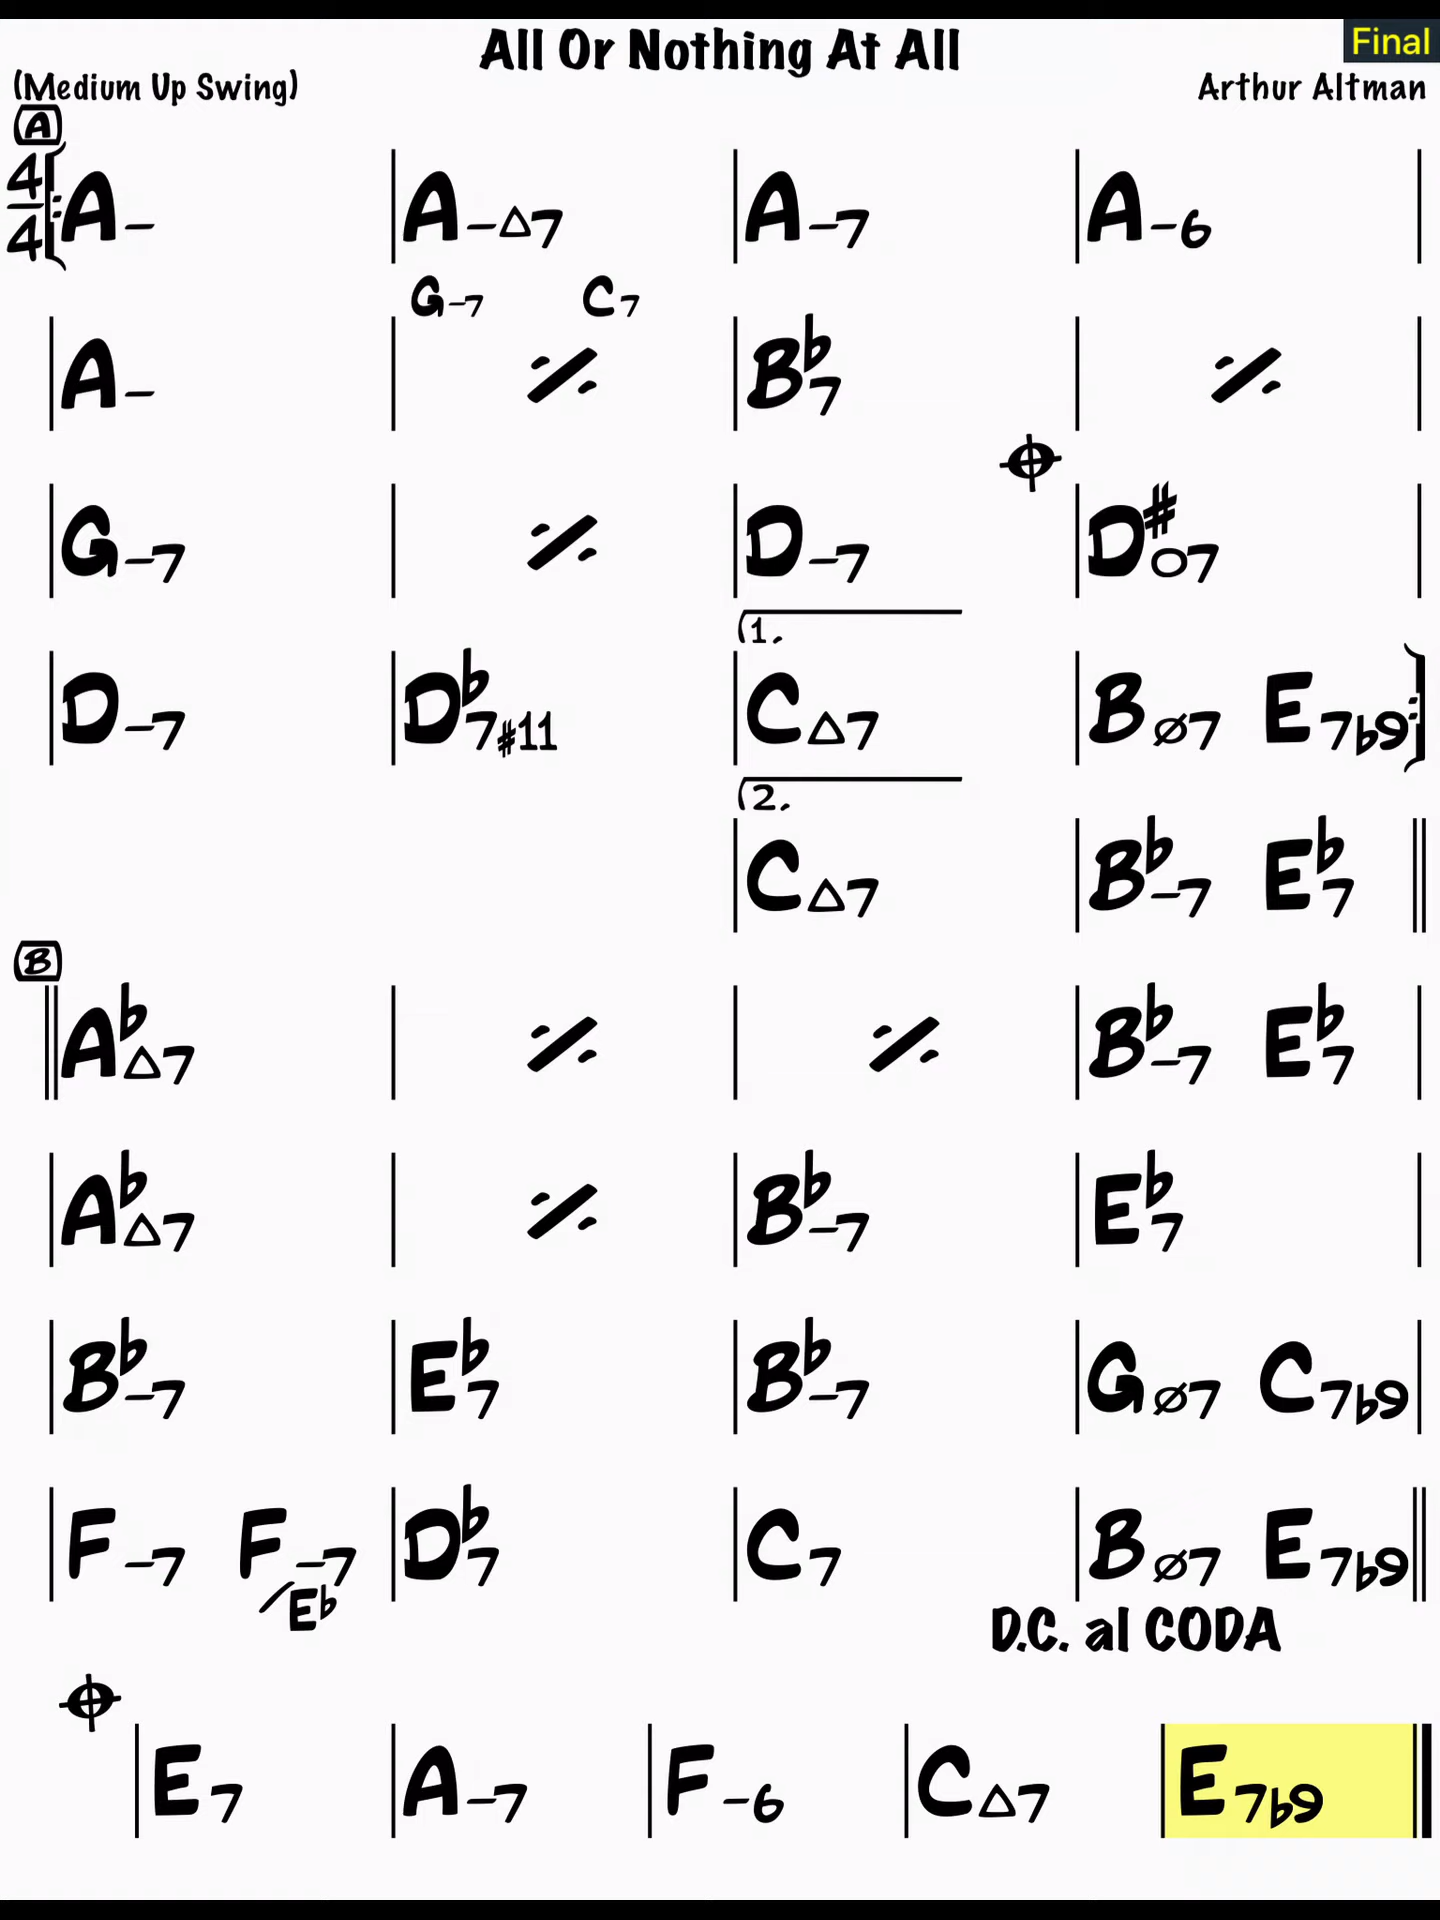 All Or Nothing At All
Final
(Medium Up Swing)
Arthur Altman
A
4/4 A- A-△7 A-7 A-6
G-7 C7
A- 𝄎 B♭7 𝄎
G-7 𝄎 D-7 D♯o7
1.
D-7 D♭7♯11 C△7 Bø7 E7♭9
2.
C△7 B♭-7 E♭7
B
A♭△7 𝄎 𝄎 B♭-7 E♭7
A♭△7 𝄎 B♭-7 E♭7
B♭-7 E♭7 B♭-7 Gø7 C7♭9
F-7 F-7/E♭ D♭7 C7 Bø7 E7♭9
D.C. al CODA
E7 A-7 F-6 C△7 E7♭9